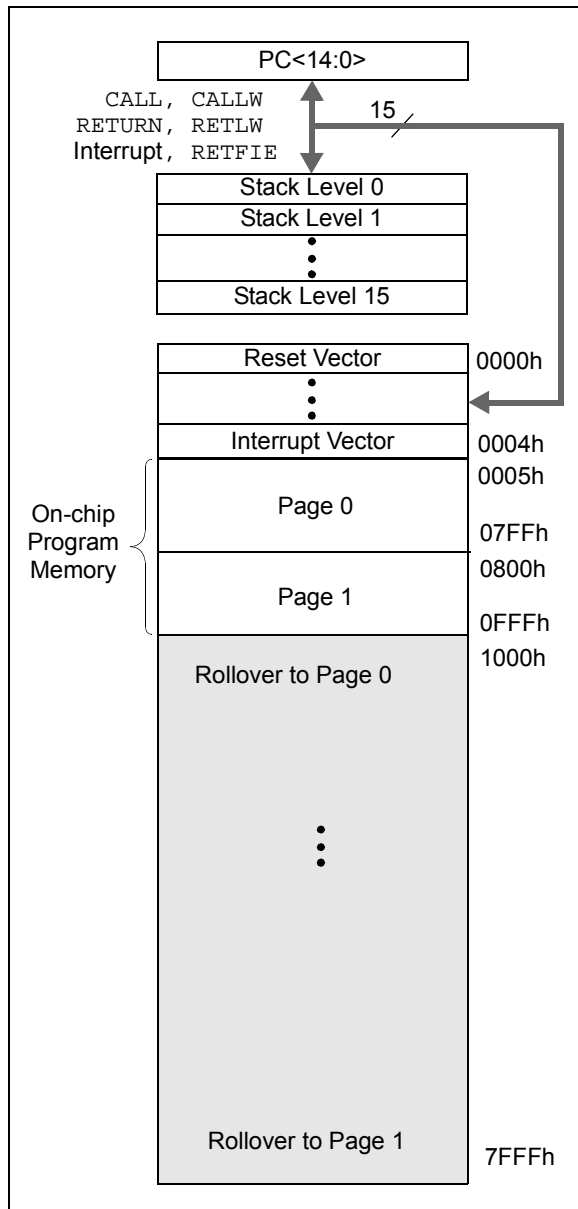 PC<14:0>
CALL, CALLW
15
RETURN, RETLW
Interrupt, RETFIE
Stack Level 0
Stack Level 1
Stack Level 15
Reset Vector
0000h
Interrupt Vector
0004h
0005h
On-chip
Program
Memory
Page 0
07FFh
0800h
Page 1
0FFFh
1000h
Rollover to Page 0
Rollover to Page 1
7FFFh